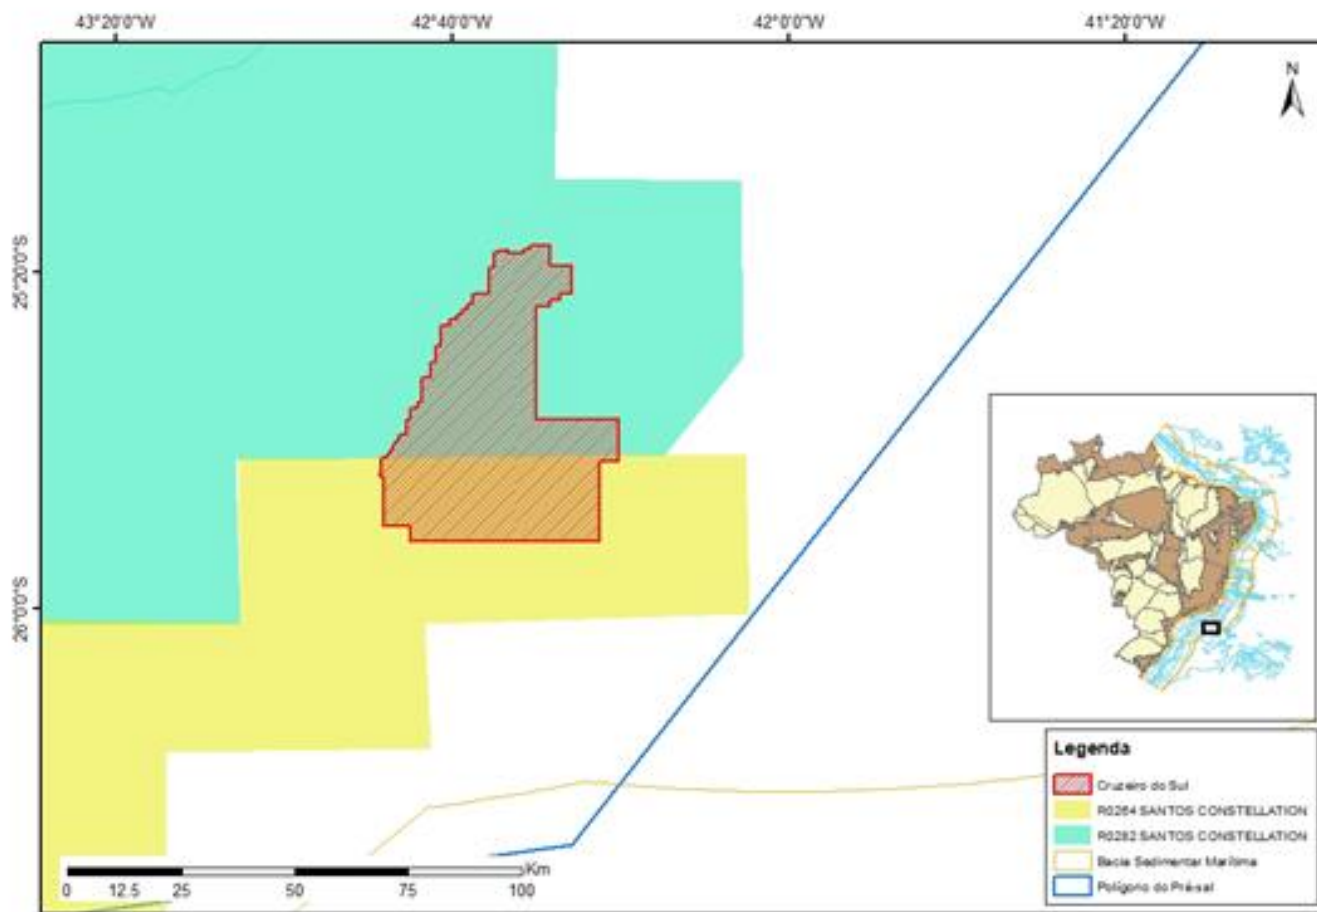 43°20'0"W
42°40'0"W
42°0'0"W
41°20'0"W
N
25°20'0"S
26°0'0"S
Legenda
Cruzeiro do Sul
R0264 SANTOS CONSTELLATION
R0282 SANTOS CONSTELLATION
Bacia Sedimentar Marítima
Polígono do Pré-sal
Km
0 12.5 25 50 75 100